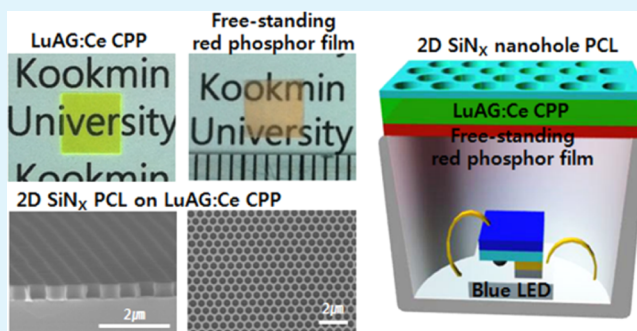 LuAG:Ce CPP
Kookmin
University
Kookmin
Free-standing
red phosphor film
Kookmin
University
2D SiNX PCL on LuAG:Ce CPP
2㎛
2㎛
2D SiNX nanohole PCL
LuAG:Ce CPP
Free-standing
red phosphor film
Blue LED